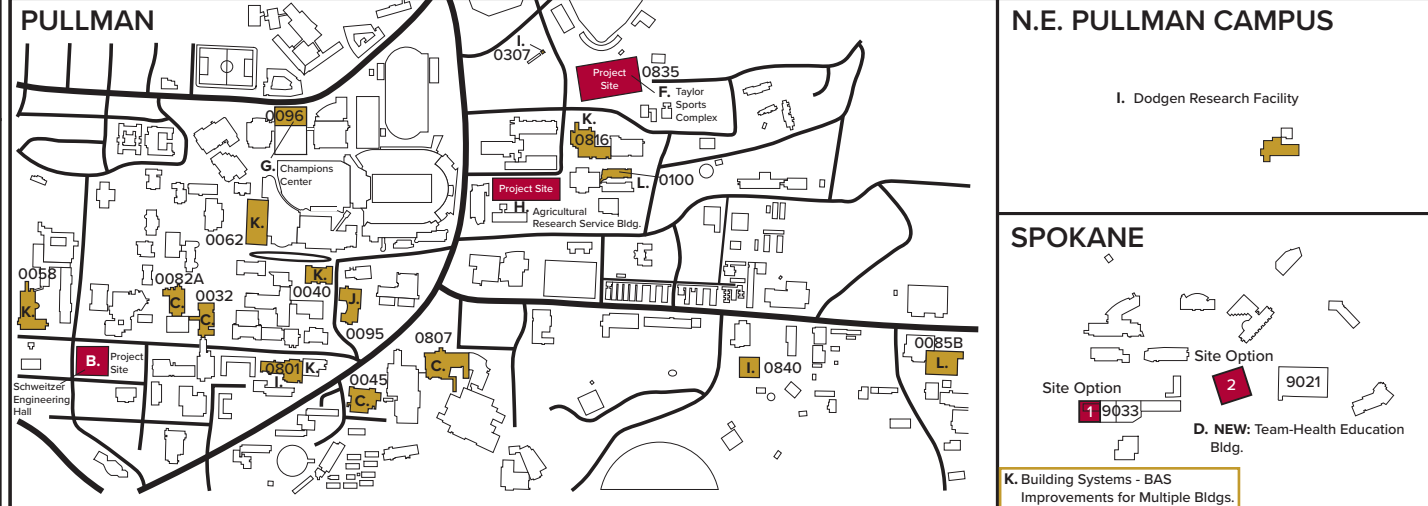 PULLMAN
I.
0307
Project
Site
0835
F. Taylor
Sports
Complex
0096
K.
0816
G. Champions
Center
L. 0100
Project Site
H. Agricultural
Research Service Bldg.
K.
0062
0058
K.
0082A
C.
0032
C.
K.
0040
J.
0095
B. Project
Site
Schweitzer
Engineering
Hall
0801 K.
0807
C.
0045
C.
I. 0840
0085B
L.
N.E. PULLMAN CAMPUS
I. Dodgen Research Facility
SPOKANE
Site Option
2
9021
Site Option
1 9033
D. NEW: Team-Health Education
Bldg.
K. Building Systems - BAS
Improvements for Multiple Bldgs.